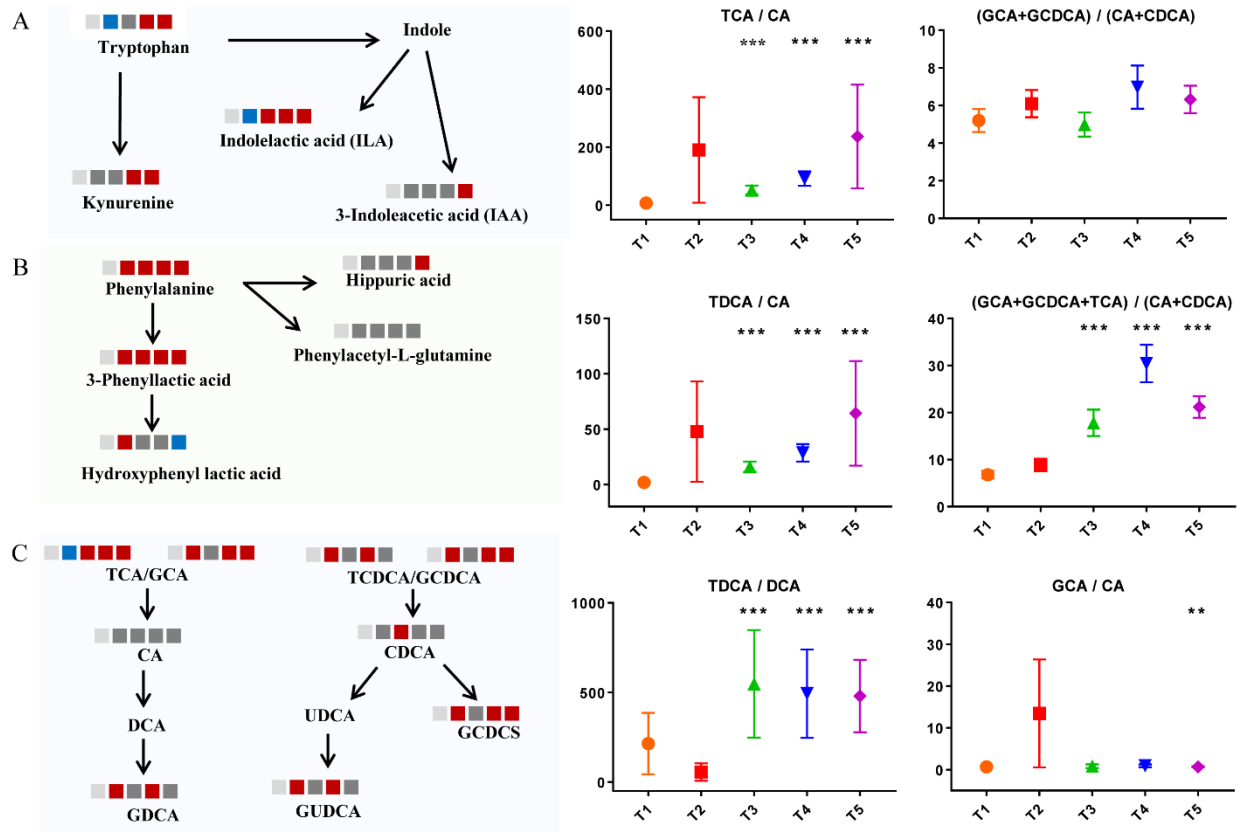 A
Tryptophan
Indole
Indolelactic acid (ILA)
Kynurenine
3-Indoleacetic acid (IAA)
B
Phenylalanine
Hippuric acid
Phenylacetyl-L-glutamine
3-Phenyllactic acid
Hydroxyphenyl lactic acid
C
TCA/GCA
TCDCA/GCDCA
CA
CDCA
DCA
UDCA
GCDCS
GDCA
GUDCA
TCA / CA
*** *** ***
600
400
200
0
T1 T2 T3 T4 T5
(GCA+GCDCA) / (CA+CDCA)
10
8
6
4
2
0
T1 T2 T3 T4 T5
TDCA / CA
*** *** ***
150
100
50
0
T1 T2 T3 T4 T5
(GCA+GCDCA+TCA) / (CA+CDCA)
*** *** ***
40
30
20
10
0
T1 T2 T3 T4 T5
TDCA / DCA
*** *** ***
1000
500
0
T1 T2 T3 T4 T5
GCA / CA
**
40
30
20
10
0
T1 T2 T3 T4 T5